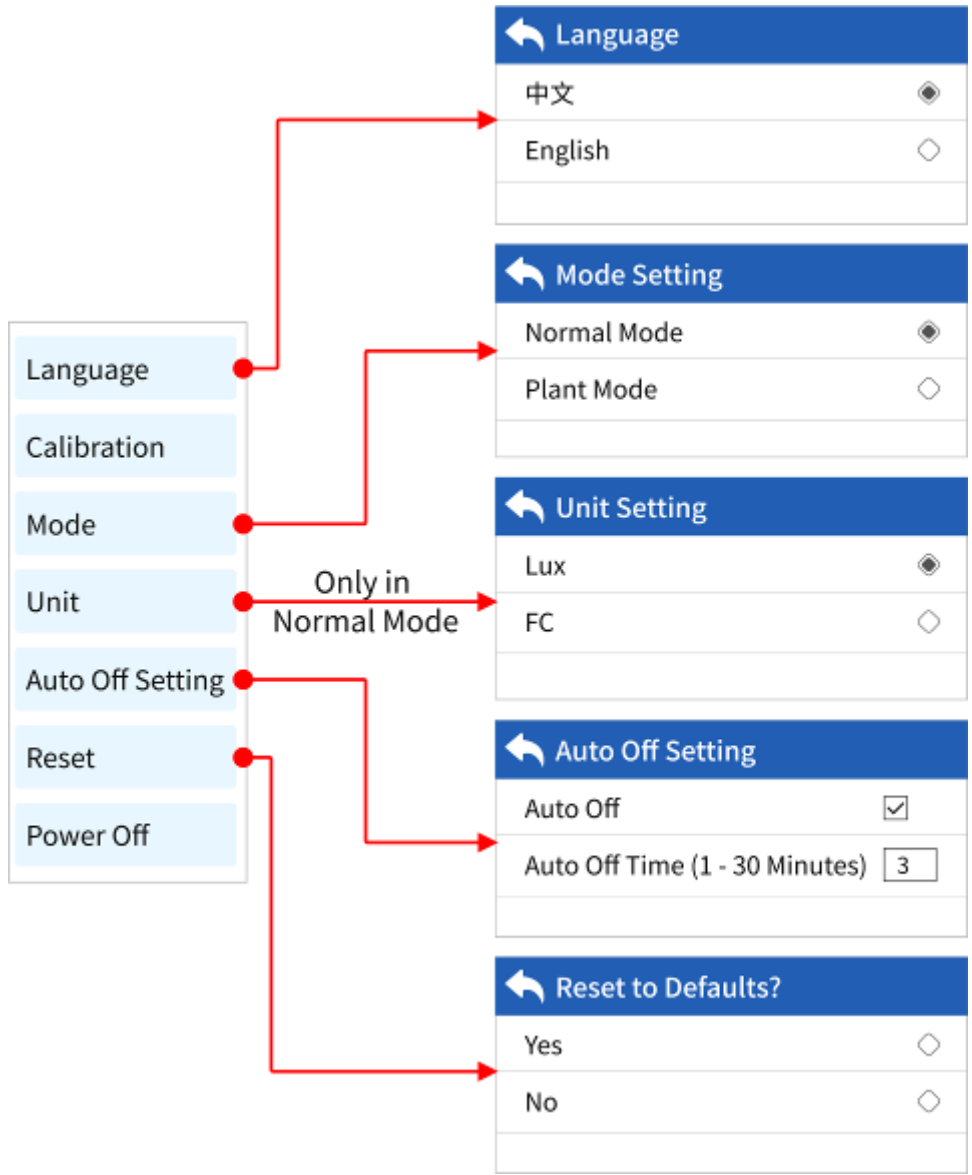 Language
Calibration
Mode
Unit
Auto Off Setting
Reset
Power Off
Only in
Normal Mode
Language
中文
English
Mode Setting
Normal Mode
Plant Mode
Unit Setting
Lux
FC
Auto Off Setting
Auto Off
Auto Off Time (1 - 30 Minutes) 3
Reset to Defaults?
Yes
No